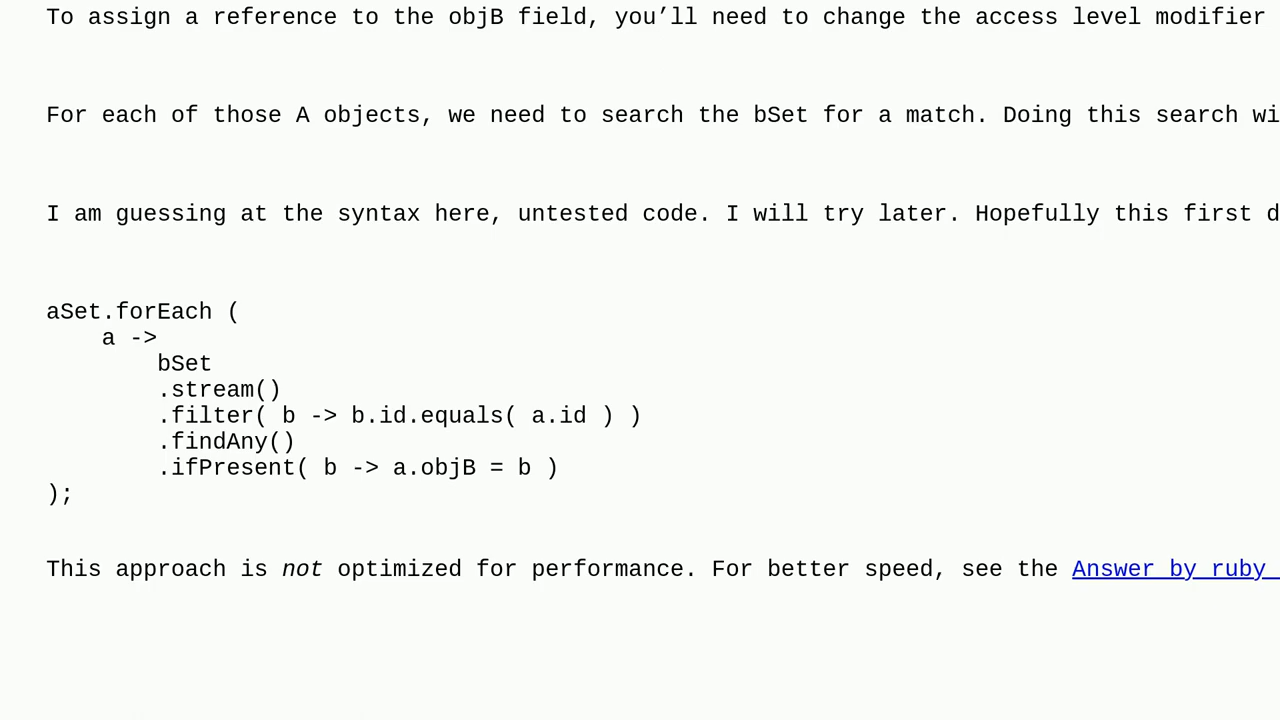 To assign a reference to the objB field, you’ll need to change the access level modifier
For each of those A objects, we need to search the bSet for a match. Doing this search wi
I am guessing at the syntax here, untested code. I will try later. Hopefully this first d
aSet.forEach (
    a ->
        bSet
        .stream()
        .filter( b -> b.id.equals( a.id ) )
        .findAny()
        .ifPresent( b -> a.objB = b )
);
This approach is not optimized for performance. For better speed, see the Answer by ruby